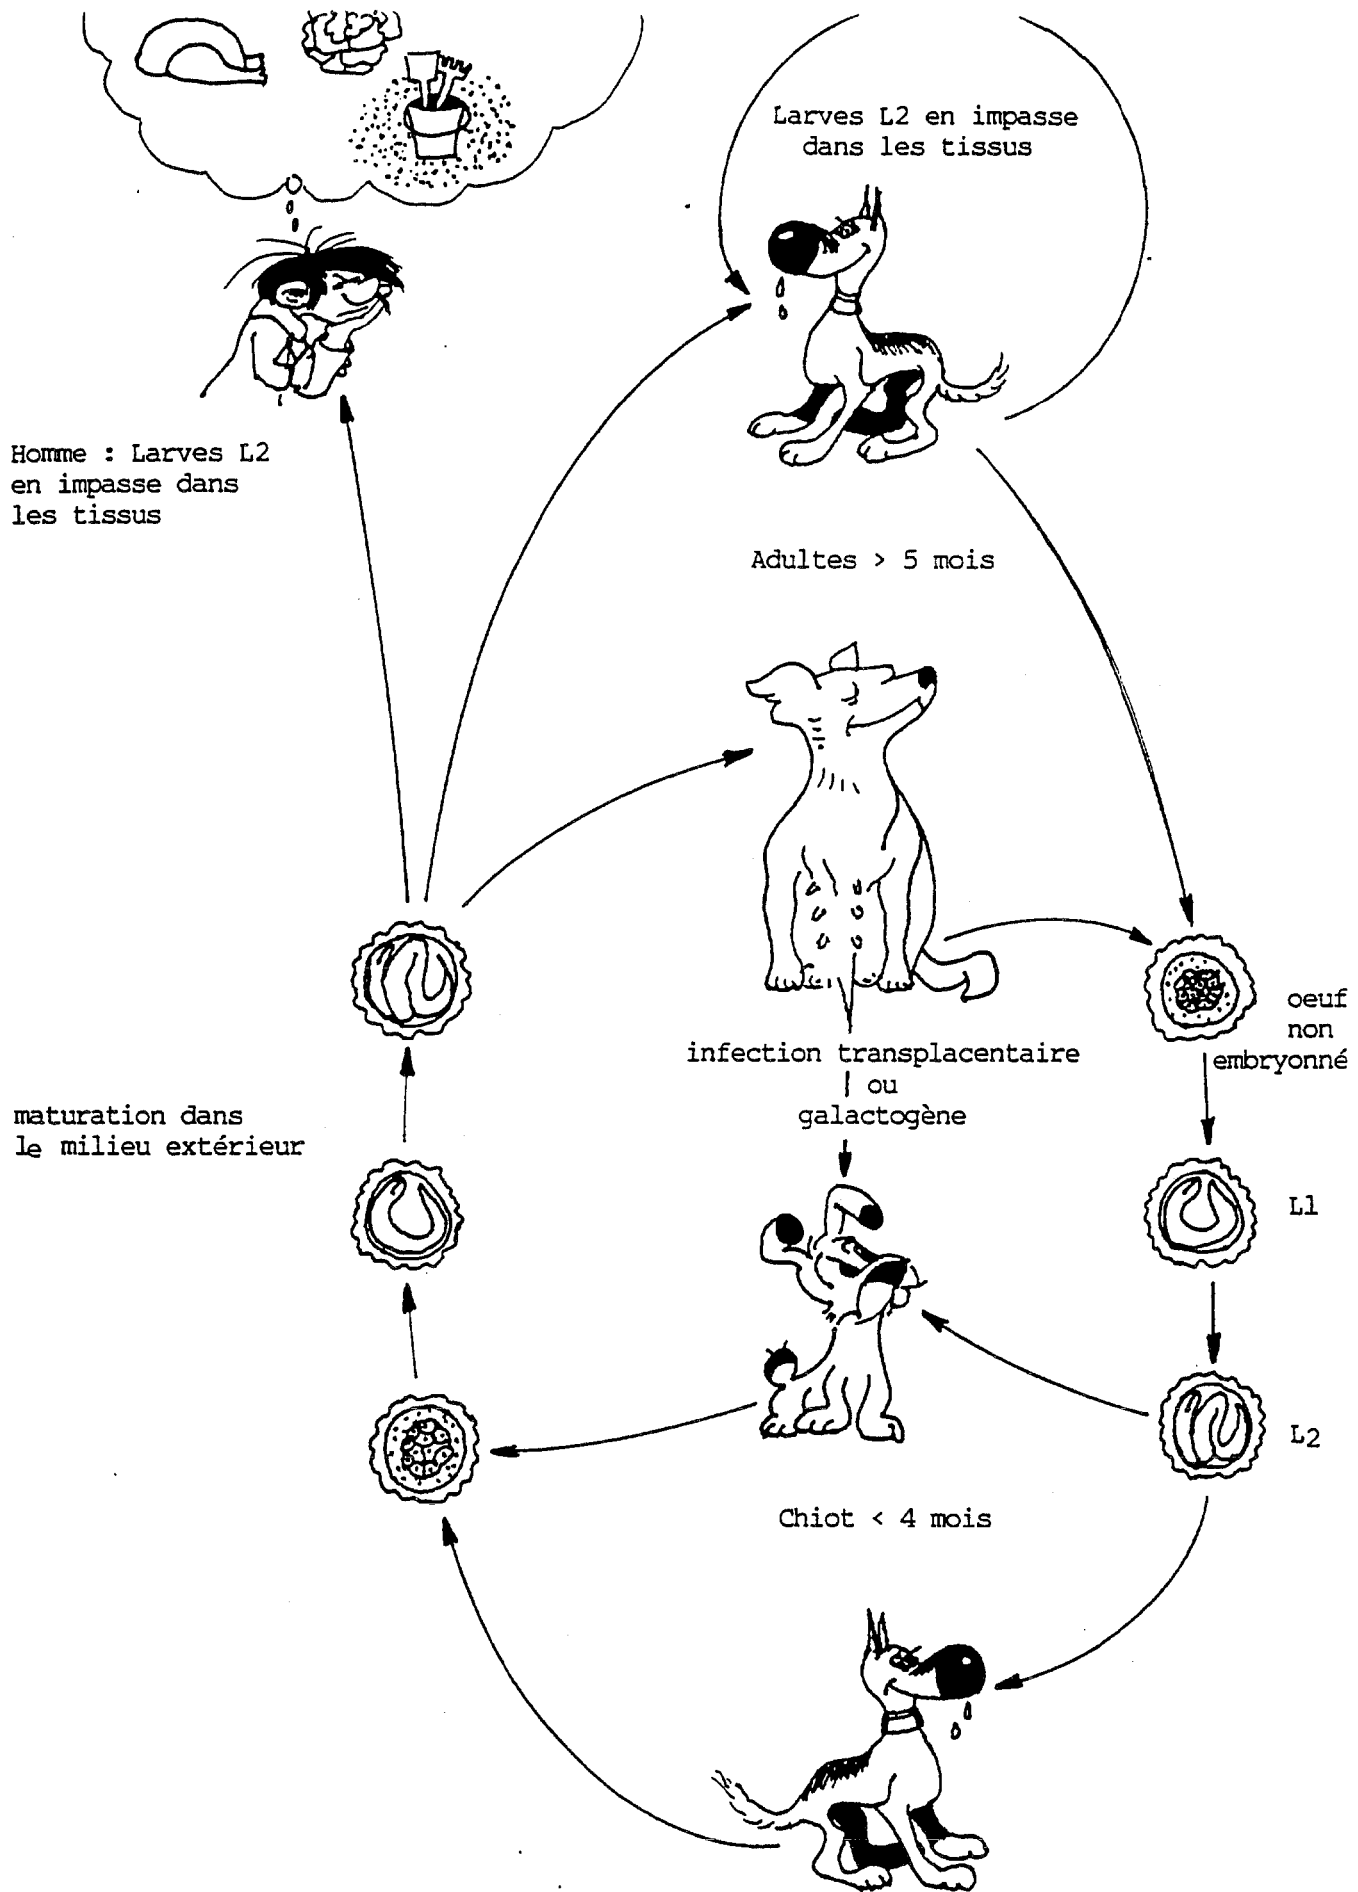 Larves L2 en impasse
dans les tissus
Homme : Larves L2
en impasse dans
les tissus
Adultes > 5 mois
oeuf
non
embryonné
infection transplacentaire
ou
galactogène
maturation dans
le milieu extérieur
L1
L2
Chiot < 4 mois